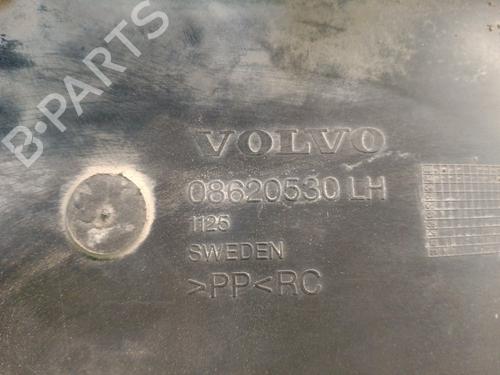 B-PARTS
VOLVO
08620530 LH
1125
SWEDEN
>PP<RC